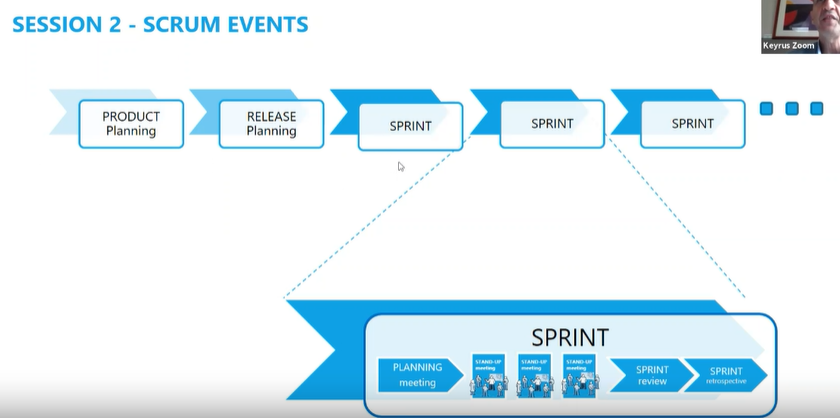 SESSION 2 - SCRUM EVENTS
Keyrus Zoom
PRODUCT
Planning
RELEASE
Planning
SPRINT
SPRINT
SPRINT
SPRINT
PLANNING
meeting
STAND-UP
meeting
STAND-UP
meeting
STAND-UP
meeting
SPRINT
review
SPRINT
retrospective